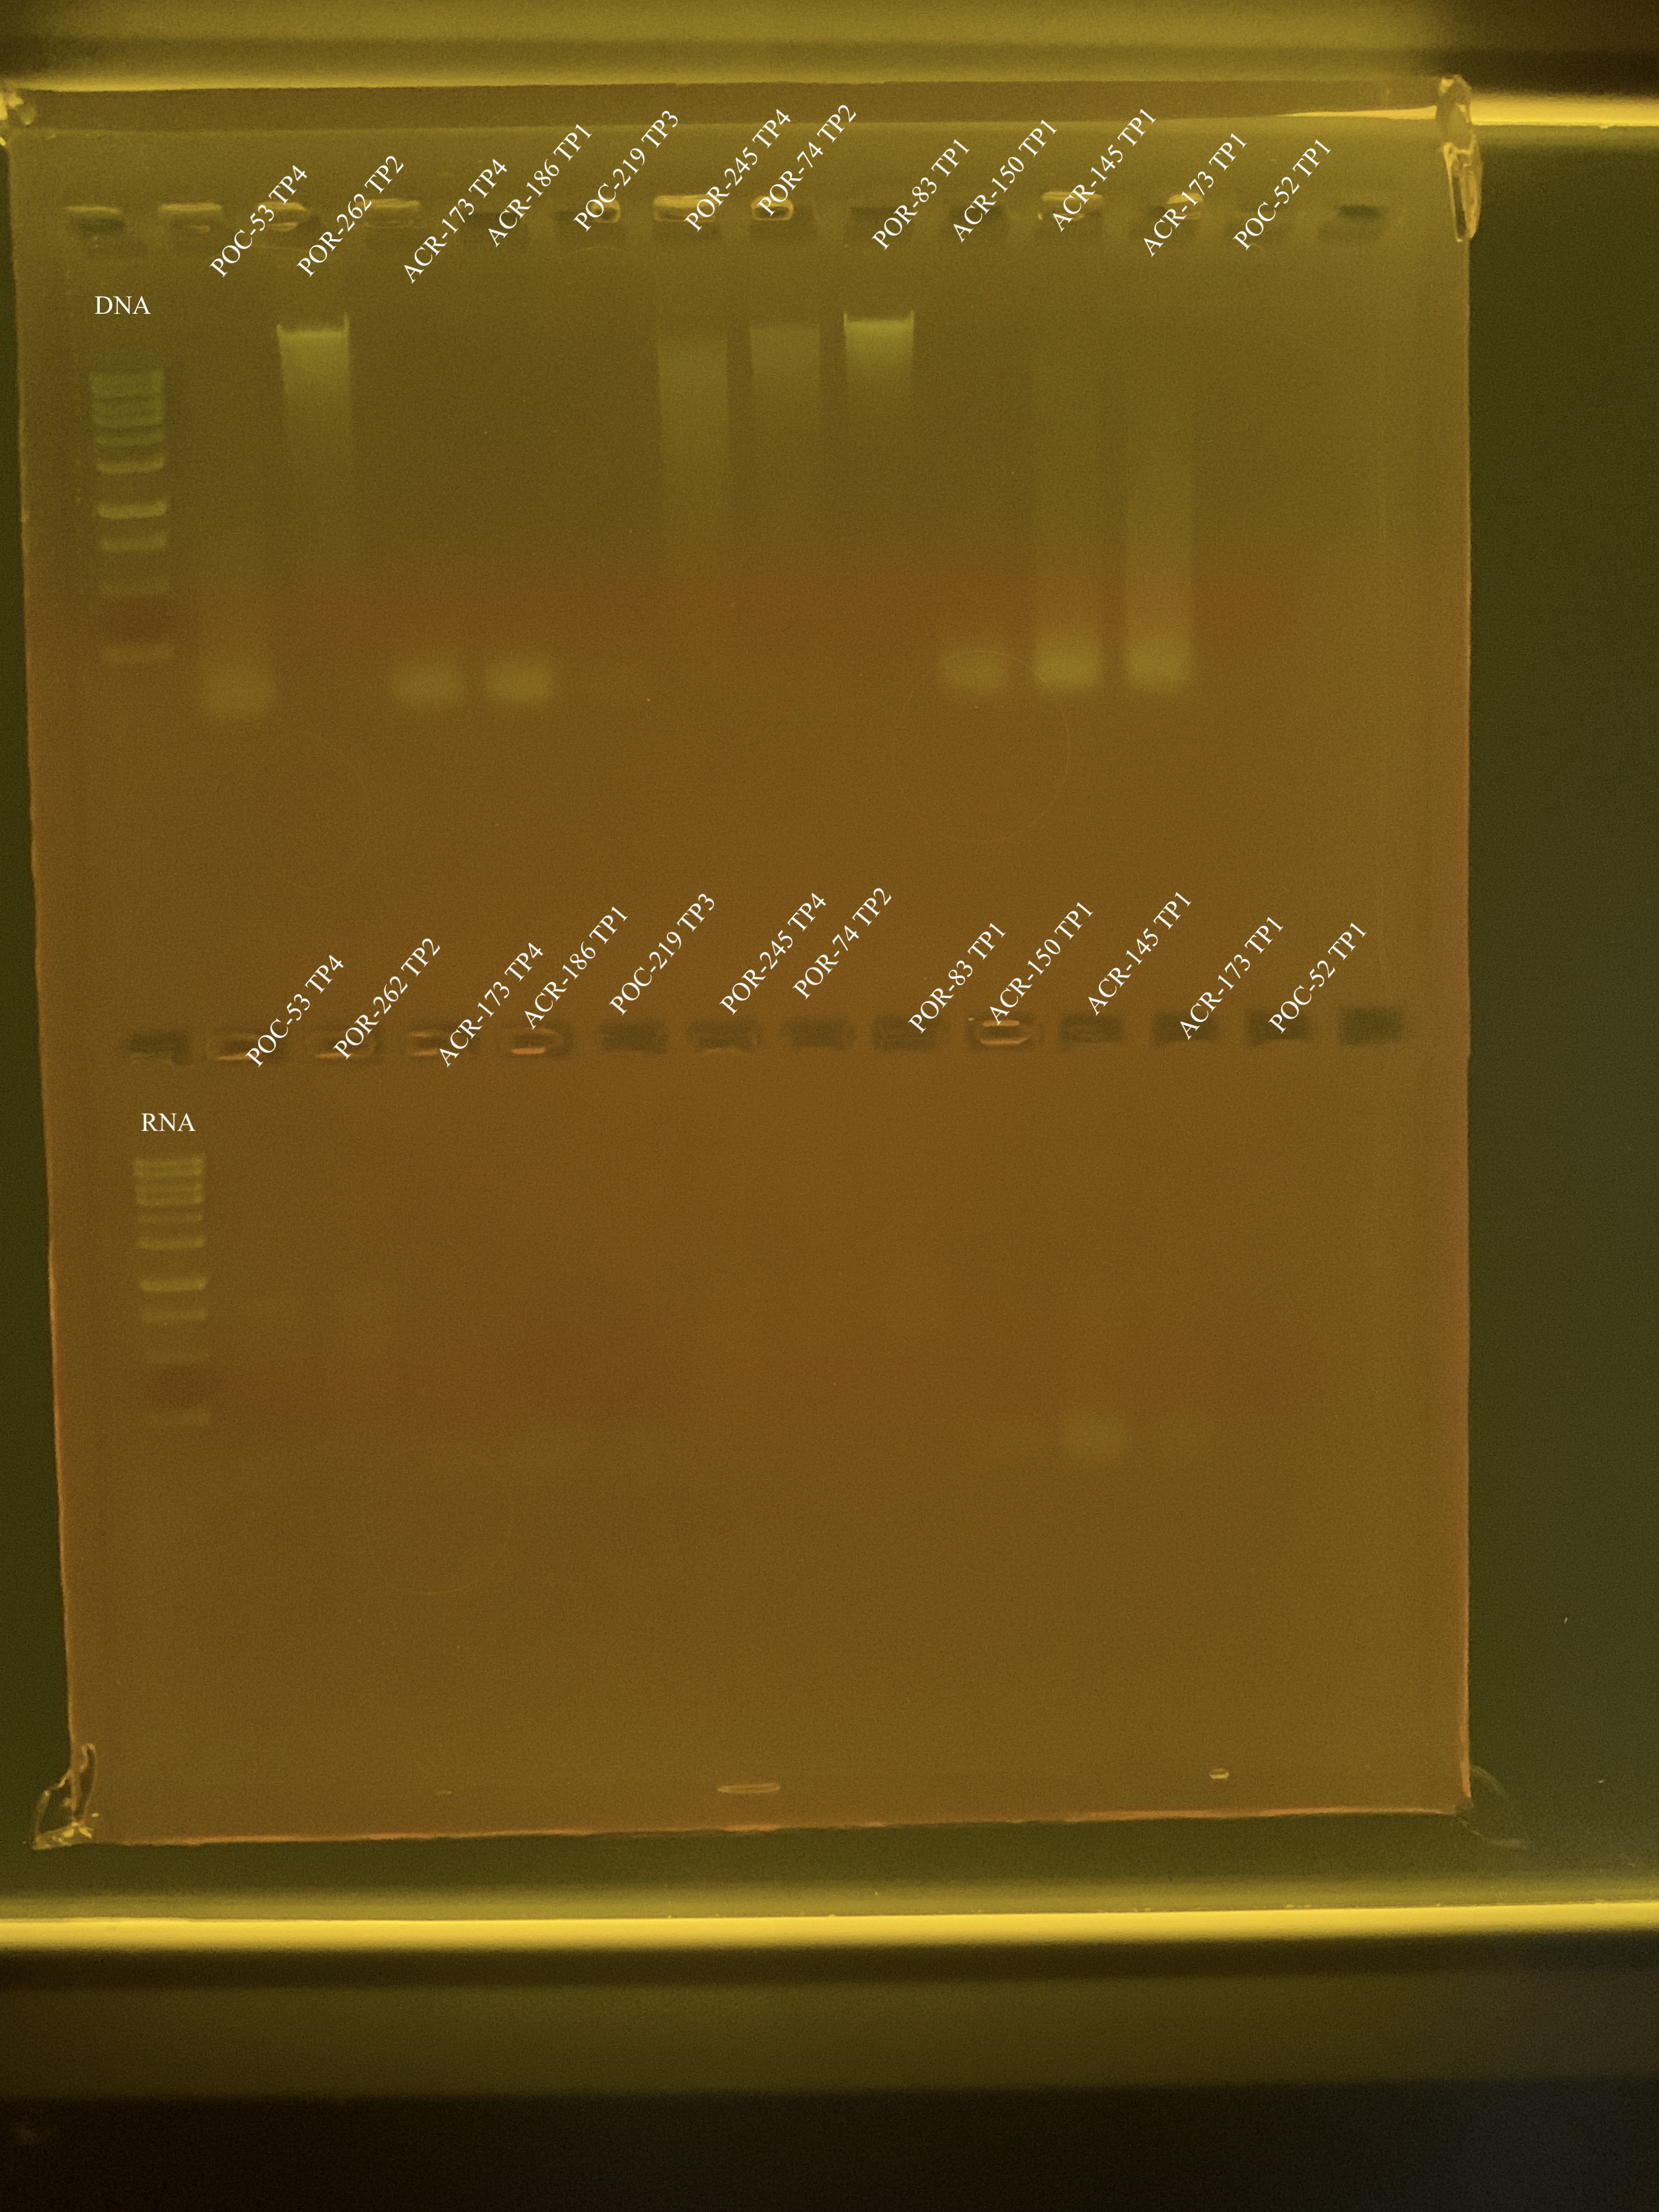 POC-53 TP4
POR-262 TP2
ACR-173 TP4
ACR-186 TP1
POC-219 TP3
POR-245 TP4
POR-74 TP2
POR-83 TP1
ACR-150 TP1
ACR-145 TP1
ACR-173 TP1
POC-52 TP1
DNA
POC-53 TP4
POR-262 TP2
ACR-173 TP4
ACR-186 TP1
POC-219 TP3
POR-245 TP4
POR-74 TP2
POR-83 TP1
ACR-150 TP1
ACR-145 TP1
ACR-173 TP1
POC-52 TP1
RNA